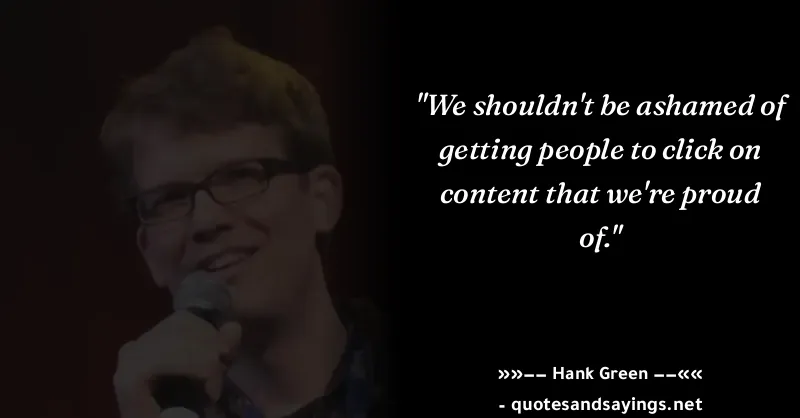 "We shouldn't be ashamed of
getting people to click on
content that we're proud
of."
»»—— Hank Green ——««
- quotesandsayings.net